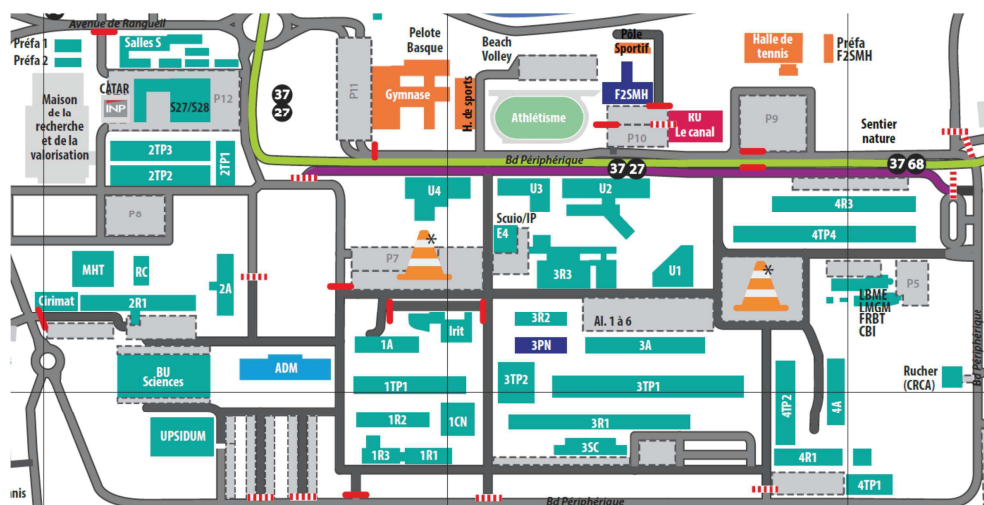 Avenue de Rangueil
Préfa 1
Préfa 2
Salles S
Pelote
Basque
Beach
Volley
Pôle
Sportif
Halle de
tennis
Préfa
F2SMH
Maison
de la
recherche
et de la
valorisation
CATAR
INP
S27/S28
P12
37
27
P11
Gymnase
H. de sports
Athlétisme
F2SMH
P10
RU
Le canal
P9
Sentier
nature
2TP3
2TP2
2TP1
Bd Périphérique
37 27
37 68
P8
U4
U3
U2
4R3
Scuio/IP
E4
4TP4
P7
*
*
MHT
RC
2A
3R3
U1
P5
Cirimat
2R1
LBME
LMGM
FRBT
CBI
Irit
3R2
Al. 1 à 6
1A
3PN
3A
BU
Sciences
ADM
1TP1
3TP2
3TP1
4TP2
4A
Rucher
(CRCA)
Bd Périphérique
1R2
1CN
3R1
UPSIDUM
1R3
1R1
3SC
4R1
4TP1
nnis
Bd Périphérique